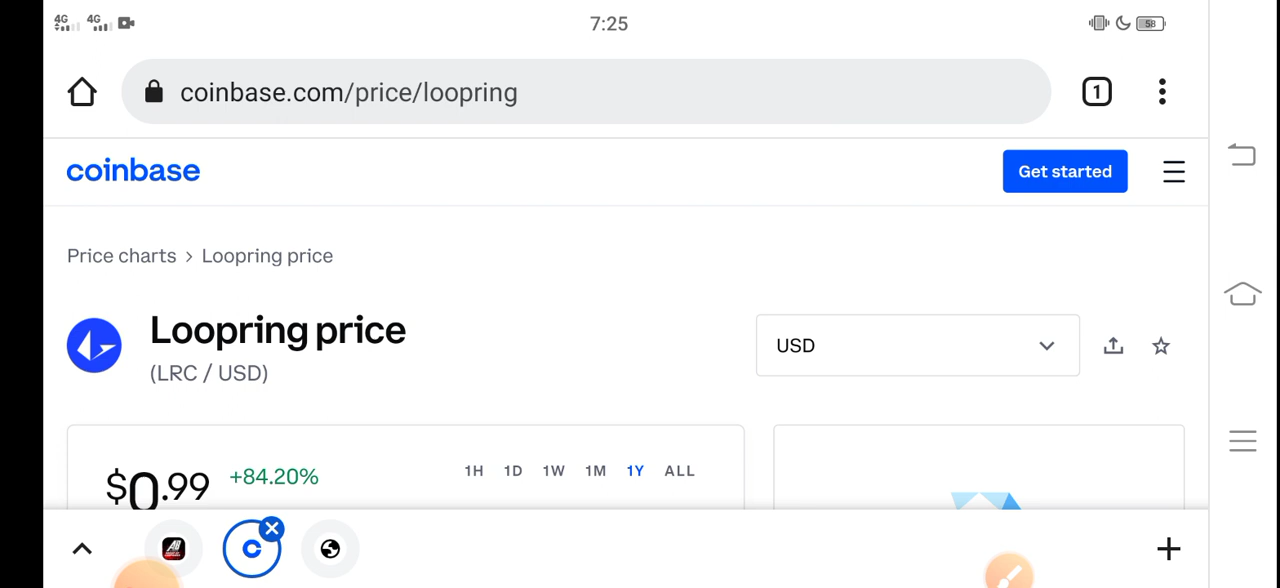 4G 4G 7:25 58
coinbase.com/price/loopring 1
coinbase Get started
Price charts > Loopring price
Loopring price
(LRC / USD)
USD
$0.99 +84.20% 1H 1D 1W 1M 1Y ALL